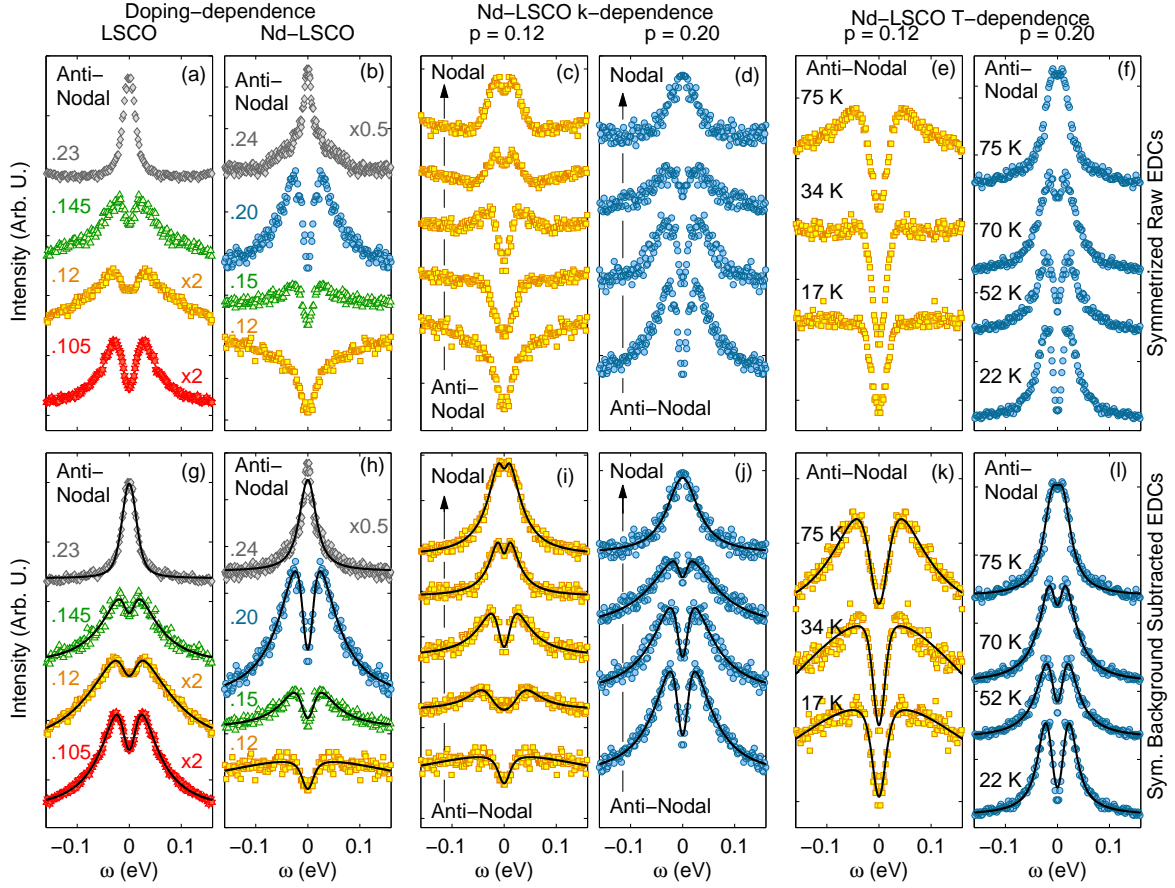 Doping−dependence
LSCO
Nd−LSCO
Nd−LSCO k−dependence
p = 0.12
p = 0.20
Nd−LSCO T−dependence
p = 0.12
p = 0.20
Intensity (Arb. U.)
Symmetrized Raw EDCs
Anti−
Nodal
(a)
.23
.145
.12
x2
.105
x2
Anti−
Nodal
(b)
.24
x0.5
.20
.15
.12
Nodal
(c)
Anti−
Nodal
Nodal
(d)
Anti−Nodal
Anti−Nodal
(e)
75 K
34 K
17 K
Anti−
Nodal
(f)
75 K
70 K
52 K
22 K
Intensity (Arb. U.)
Sym. Background Subtracted EDCs
Anti−
Nodal
(g)
.23
.145
.12
x2
.105
x2
−0.1 0 0.1
ω (eV)
Anti−
Nodal
(h)
.24
x0.5
.20
.15
.12
−0.1 0 0.1
ω (eV)
Nodal
(i)
Anti−Nodal
−0.1 0 0.1
ω (eV)
Nodal
(j)
Anti−Nodal
−0.1 0 0.1
ω (eV)
Anti−Nodal
(k)
75 K
34 K
17 K
−0.1 0 0.1
ω (eV)
Anti−
Nodal
(l)
75 K
70 K
52 K
22 K
−0.1 0 0.1
ω (eV)